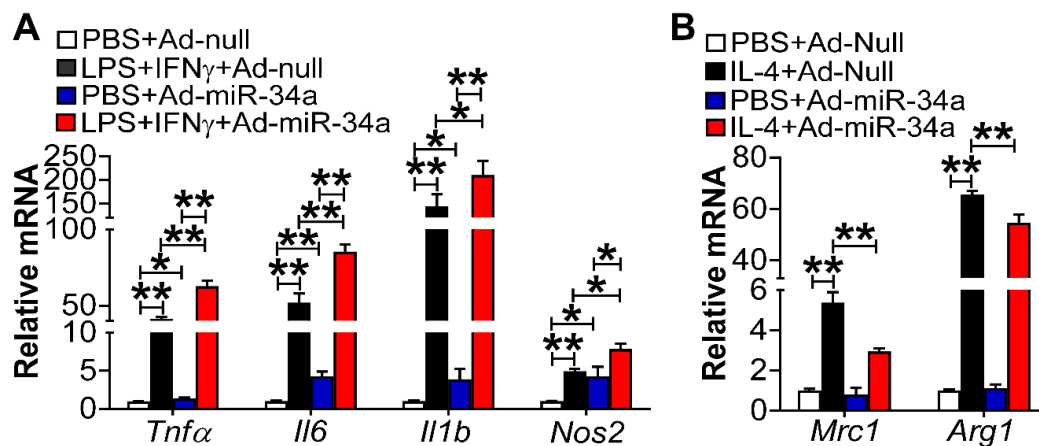 A
PBS+Ad-null
LPS+IFNγ+Ad-null
PBS+Ad-miR-34a
LPS+IFNγ+Ad-miR-34a
Relative mRNA
250
200
150
100
50
10
5
0
** * ** **
** ** ** **
** * * **
** * * *
Tnfα Il6 Il1b Nos2
B
PBS+Ad-Null
IL-4+Ad-Null
PBS+Ad-miR-34a
IL-4+Ad-miR-34a
Relative mRNA
80
60
40
6
4
2
0
** **
** **
Mrc1 Arg1